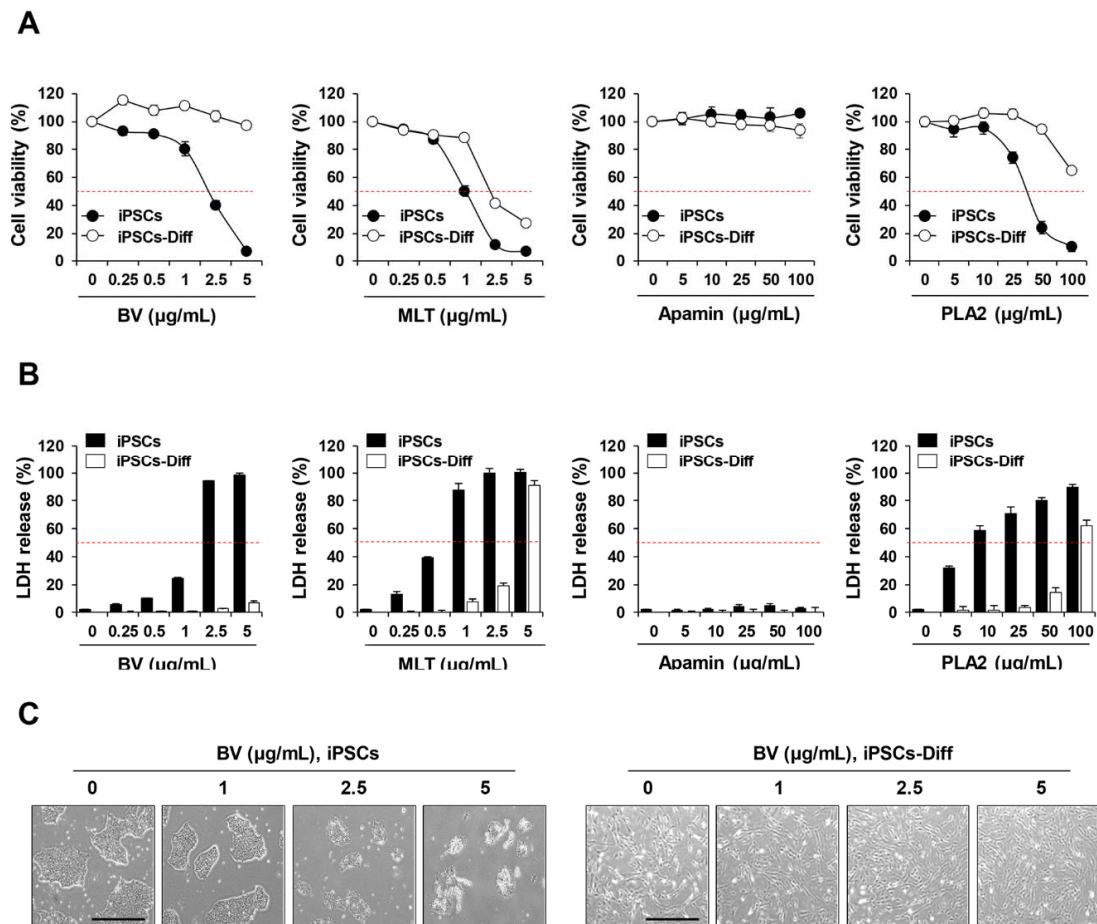 A
Cell viability (%)
120
100
80
60
40
20
0
iPSCs
iPSCs-Diff
0 0.25 0.5 1 2.5 5
BV (µg/mL)
Cell viability (%)
120
100
80
60
40
20
0
iPSCs
iPSCs-Diff
0 0.25 0.5 1 2.5 5
MLT (µg/mL)
Cell viability (%)
120
100
80
60
40
20
0
iPSCs
iPSCs-Diff
0 5 10 25 50 100
Apamin (µg/mL)
Cell viability (%)
120
100
80
60
40
20
0
iPSCs
iPSCs-Diff
0 5 10 25 50 100
PLA2 (µg/mL)
B
LDH release (%)
120
100
80
60
40
20
0
iPSCs
iPSCs-Diff
0 0.25 0.5 1 2.5 5
BV (µg/mL)
LDH release (%)
120
100
80
60
40
20
0
iPSCs
iPSCs-Diff
0 0.25 0.5 1 2.5 5
MLT (µg/mL)
LDH release (%)
120
100
80
60
40
20
0
iPSCs
iPSCs-Diff
0 5 10 25 50 100
Apamin (µg/mL)
LDH release (%)
120
100
80
60
40
20
0
iPSCs
iPSCs-Diff
0 5 10 25 50 100
PLA2 (µg/mL)
C
BV (µg/mL), iPSCs
0 1 2.5 5
BV (µg/mL), iPSCs-Diff
0 1 2.5 5